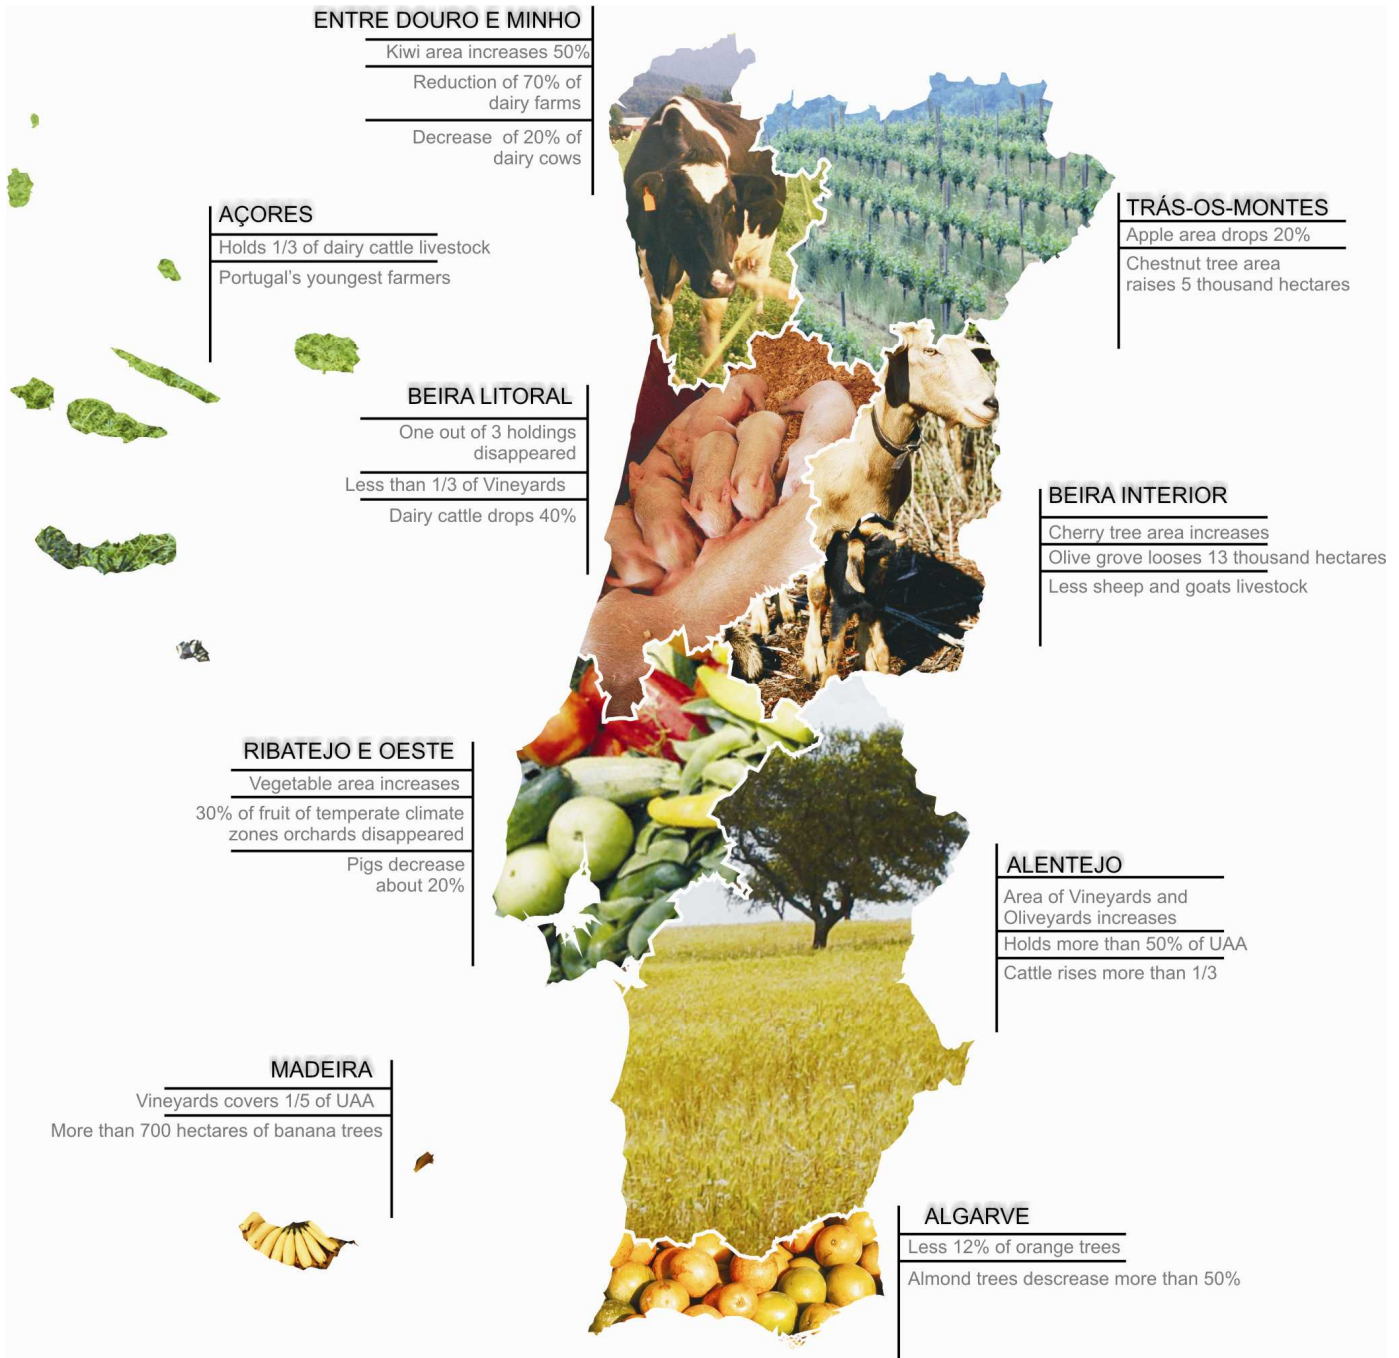 ENTRE DOURO E MINHO
Kiwi area increases 50%
Reduction of 70% of
dairy farms
Decrease of 20% of
dairy cows
AÇORES
Holds 1/3 of dairy cattle livestock
Portugal's youngest farmers
TRÁS-OS-MONTES
Apple area drops 20%
Chestnut tree area
raises 5 thousand hectares
BEIRA LITORAL
One out of 3 holdings
disappeared
Less than 1/3 of Vineyards
Dairy cattle drops 40%
BEIRA INTERIOR
Cherry tree area increases
Olive grove looses 13 thousand hectares
Less sheep and goats livestock
RIBATEJO E OESTE
Vegetable area increases
30% of fruit of temperate climate
zones orchards disappeared
Pigs decrease
about 20%
ALENTEJO
Area of Vineyards and
Oliveyards increases
Holds more than 50% of UAA
Cattle rises more than 1/3
MADEIRA
Vineyards covers 1/5 of UAA
More than 700 hectares of banana trees
ALGARVE
Less 12% of orange trees
Almond trees descrease more than 50%